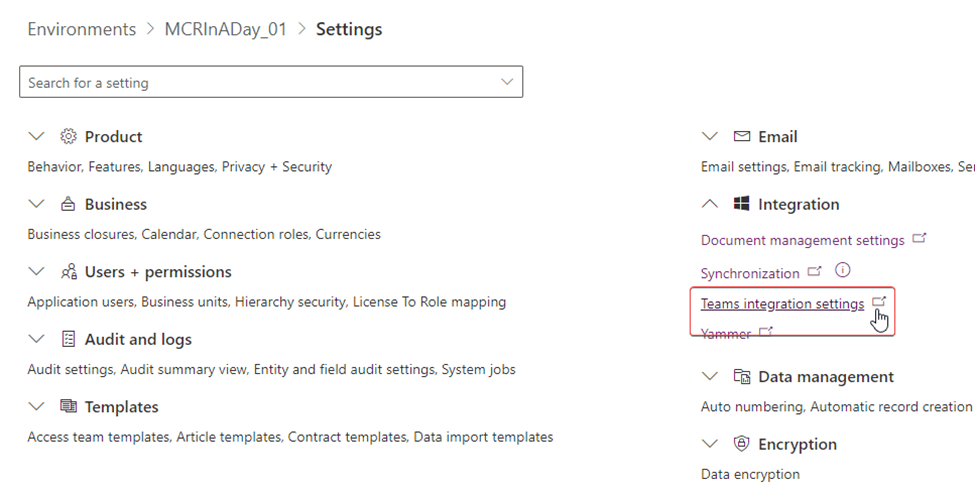 Environments > MCRInADay_01 > Settings
Search for a setting
Product
Behavior, Features, Languages, Privacy + Security
Business
Business closures, Calendar, Connection roles, Currencies
Users + permissions
Application users, Business units, Hierarchy security, License To Role mapping
Audit and logs
Audit settings, Audit summary view, Entity and field audit settings, System jobs
Templates
Access team templates, Article templates, Contract templates, Data import templates
Email
Email settings, Email tracking, Mailboxes, Ser
Integration
Document management settings
Synchronization
Teams integration settings
Yammer
Data management
Auto numbering, Automatic record creation
Encryption
Data encryption